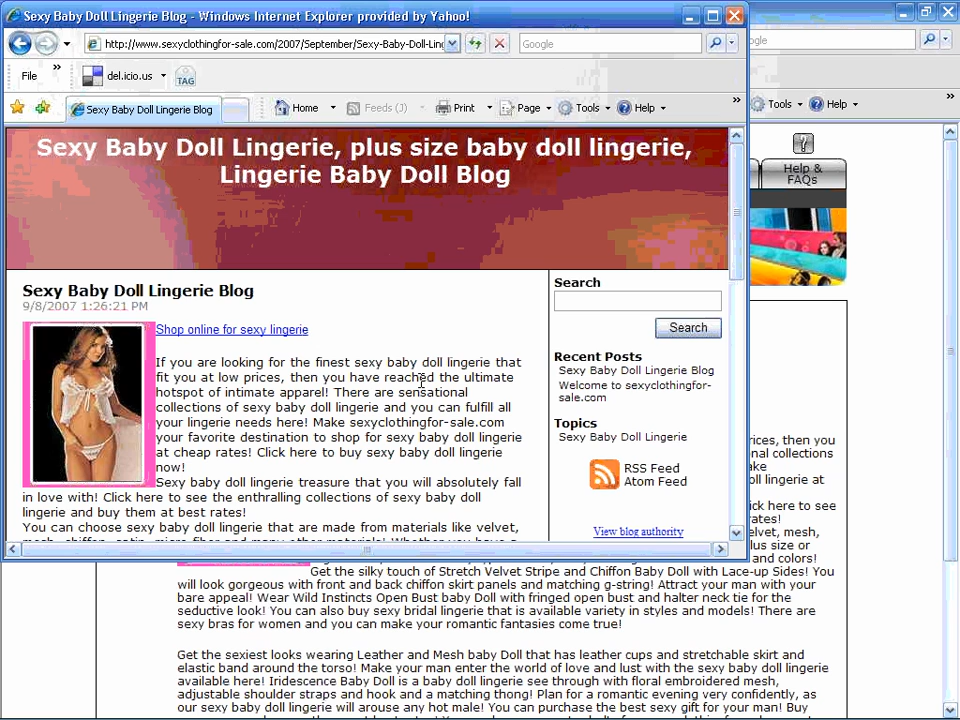 Sexy Baby Doll Lingerie Blog - Windows Internet Explorer provided by Yahoo!
http://www.sexyclothingfor-sale.com/2007/September/Sexy-Baby-Doll-Lin
Google
ogle
File
»
del.icio.us
TAG
Sexy Baby Doll Lingerie Blog
Home
Feeds (J)
Print
Page
Tools
Help
»
Tools
Help
»
Sexy Baby Doll Lingerie, plus size baby doll lingerie,
Lingerie Baby Doll Blog
Help &
FAQs
Sexy Baby Doll Lingerie Blog
9/8/2007 1:26:21 PM
Shop online for sexy lingerie
If you are looking for the finest sexy baby doll lingerie that
fit you at low prices, then you have reached the ultimate
hotspot of intimate apparel! There are sensational
collections of sexy baby doll lingerie and you can fulfill all
your lingerie needs here! Make sexyclothingfor-sale.com
your favorite destination to shop for sexy baby doll lingerie
at cheap rates! Click here to buy sexy baby doll lingerie
now!
Sexy baby doll lingerie treasure that you will absolutely fall
in love with! Click here to see the enthralling collections of sexy baby doll
lingerie and buy them at best rates!
You can choose sexy baby doll lingerie that are made from materials like velvet,
mesh, chiffon, satin, micro fiber and many other materials! Whether you have a
Search
Search
Recent Posts
Sexy Baby Doll Lingerie Blog
Welcome to sexyclothingfor-
sale.com
Topics
Sexy Baby Doll Lingerie
RSS Feed
Atom Feed
View blog authority
rices, then you
nal collections
ake
oll lingerie at
ick here to see
rates!
velvet, mesh,
lus size or
and colors!
Get the silky touch of Stretch Velvet Stripe and Chiffon Baby Doll with Lace-up Sides! You
will look gorgeous with front and back chiffon skirt panels and matching g-string! Attract your man with your
bare appeal! Wear Wild Instincts Open Bust baby Doll with fringed open bust and halter neck tie for the
seductive look! You can also buy sexy bridal lingerie that is available variety in styles and models! There are
sexy bras for women and you can make your romantic fantasies come true!
Get the sexiest looks wearing Leather and Mesh baby Doll that has leather cups and stretchable skirt and
elastic band around the torso! Make your man enter the world of love and lust with the sexy baby doll lingerie
available here! Iridescence Baby Doll is a baby doll lingerie see through with floral embroidered mesh,
adjustable shoulder straps and hook and a matching thong! Plan for a romantic evening very confidently, as
our sexy baby doll lingerie will arouse any hot male! You can purchase the best sexy gift for your man! Buy